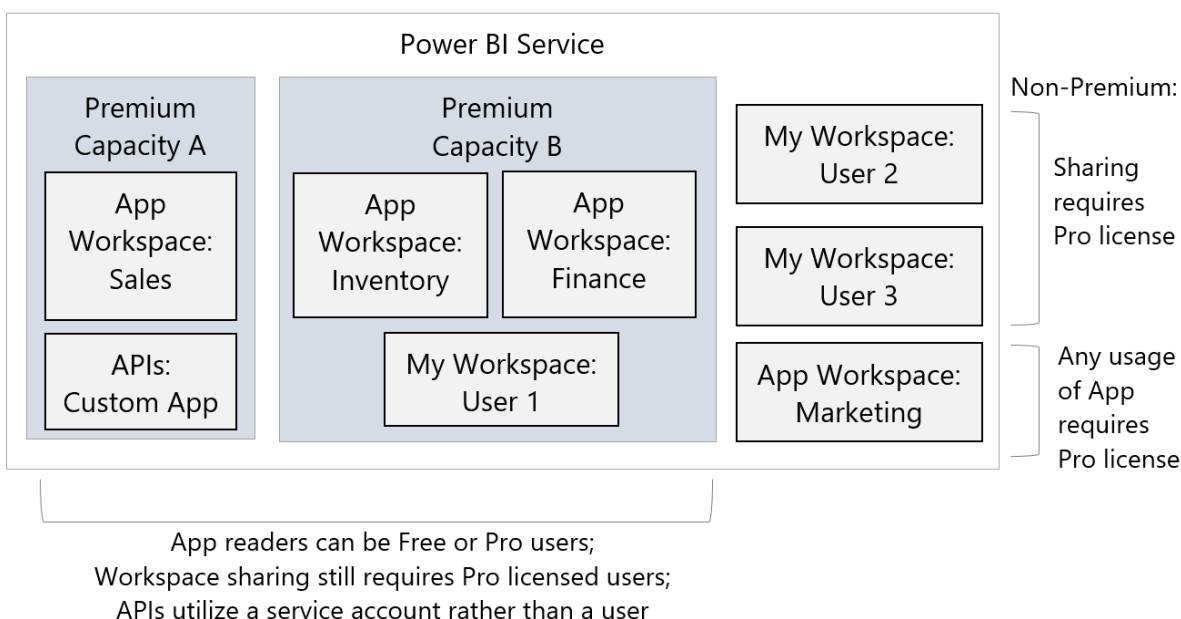 Power BI Service
Premium
Capacity A
App
Workspace:
Sales
APIs:
Custom App
Premium
Capacity B
App
Workspace:
Inventory
App
Workspace:
Finance
My Workspace:
User 1
My Workspace:
User 2
My Workspace:
User 3
App Workspace:
Marketing
Non-Premium:
Sharing
requires
Pro license
Any usage
of App
requires
Pro license
App readers can be Free or Pro users;
Workspace sharing still requires Pro licensed users;
APIs utilize a service account rather than a user